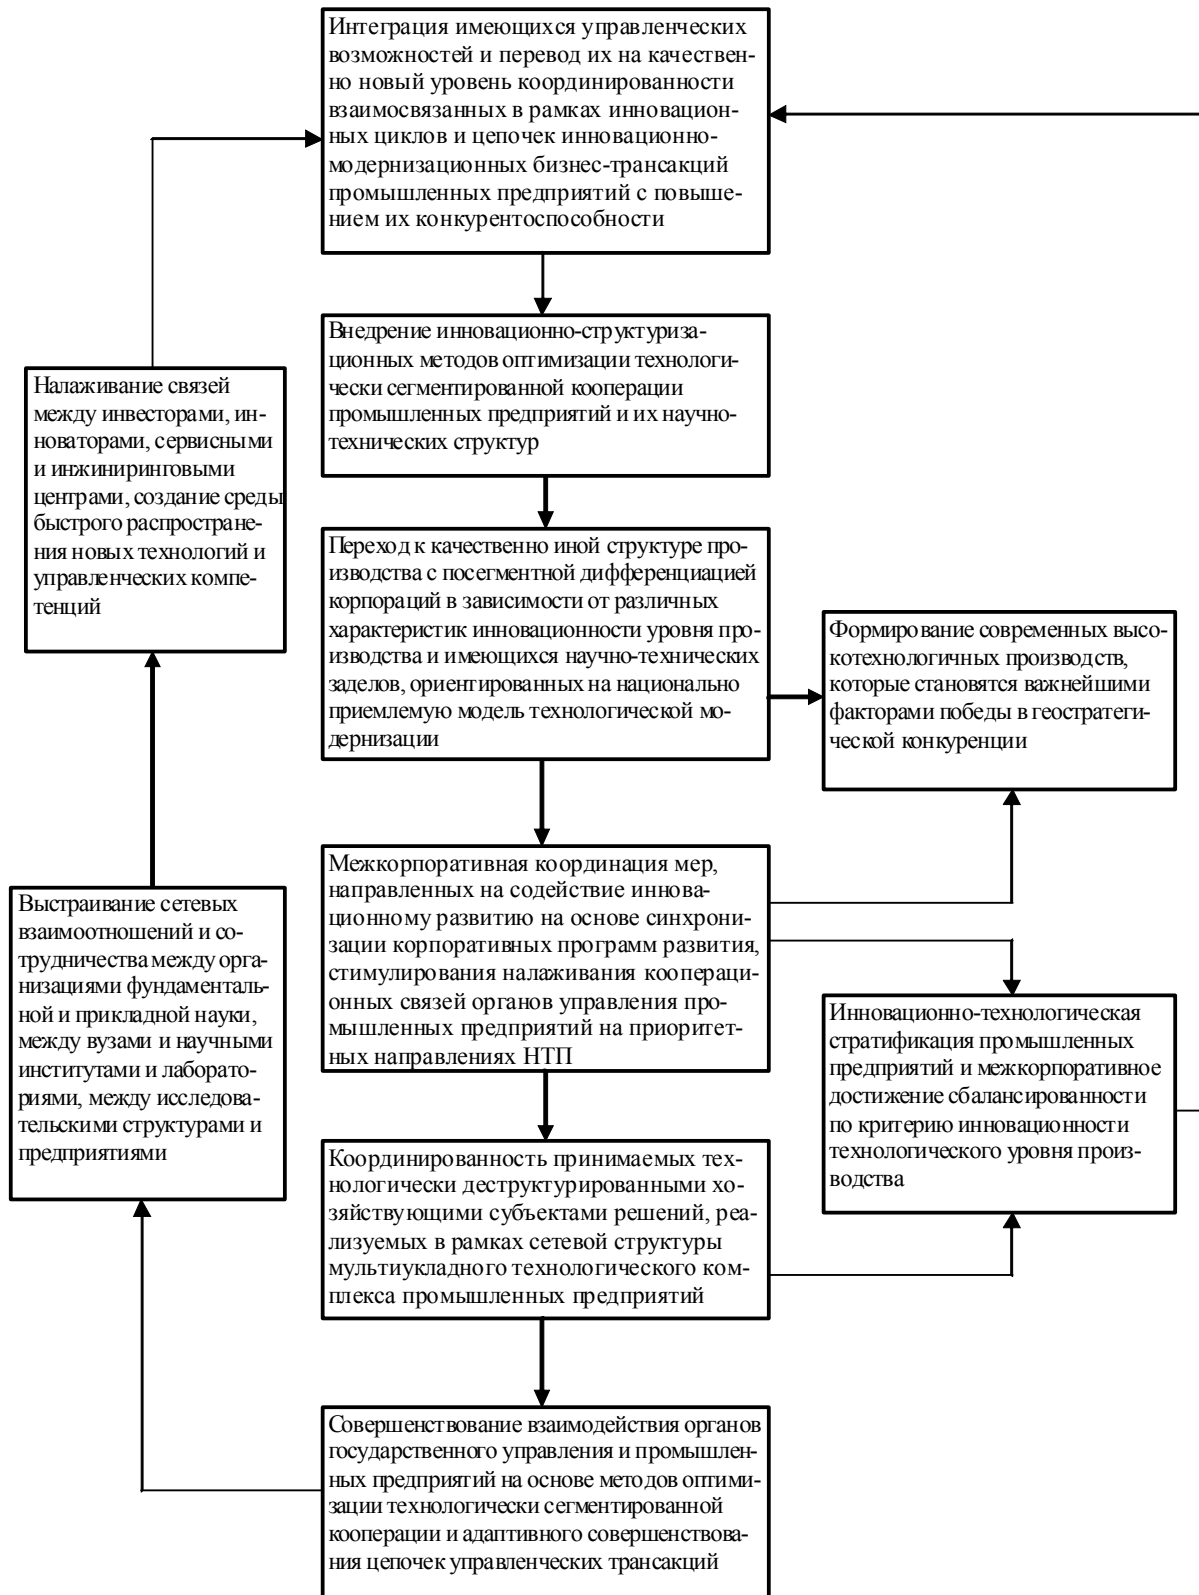 Интеграция имеющихся управленческих
возможностей и перевод их на качествен-
но новый уровень координированности
взаимосвязанных в рамках инновацион-
ных циклов и цепочек инновационно-
модернизационных бизнес-трансакций
промышленных предприятий с повыше-
нием их конкурентоспособности
Внедрение инновационно-структуриза-
ционных методов оптимизации технологи-
чески сегментированной кооперации
промышленных предприятий и их научно-
технических структур
Налаживание связей
между инвесторами, ин-
новаторами, сервисными
и инжиниринговыми
центрами, создание среды
быстрого распростране-
ния новых технологий и
управленческих компе-
тенций
Переход к качественно иной структуре про-
изводства с посегментной дифференциацией
корпораций в зависимости от различных
характеристик инновационности уровня про-
изводства и имеющихся научно-технических
заделов, ориентированных на национально
приемлемую модель технологической мо-
дернизации
Формирование современных высо-
котехнологичных производств,
которые становятся важнейшими
факторами победы в геостратеги-
ческой конкуренции
Межкорпоративная координация мер,
направленных на содействие иннова-
ционному развитию на основе синхрони-
зации корпоративных программ развития,
стимулирования налаживания коопераци-
онных связей органов управления про-
мышленных предприятий на приоритет-
ных направлениях НТП
Выстраивание сетевых
взаимоотношений и со-
трудничества между орга-
низациями фундаменталь-
ной и прикладной науки,
между вузами и научными
институтами и лаборато-
риями, между исследова-
тельскими структурами и
предприятиями
Инновационно-технологическая
стратификация промышленных
предприятий и межкорпоративное
достижение сбалансированности
по критерию инновационности
технологического уровня произ-
водства
Координированность принимаемых тех-
нологически деструктурированными хо-
зяйствующими субъектами решений, реа-
лизуемых в рамках сетевой структуры
мультиукладного технологического ком-
плекса промышленных предприятий
Совершенствование взаимодействия органов
государственного управления и промышлен-
ных предприятий на основе методов оптими-
зации технологически сегментированной
кооперации и адаптивного совершенствова-
ния цепочек управленческих трансакций